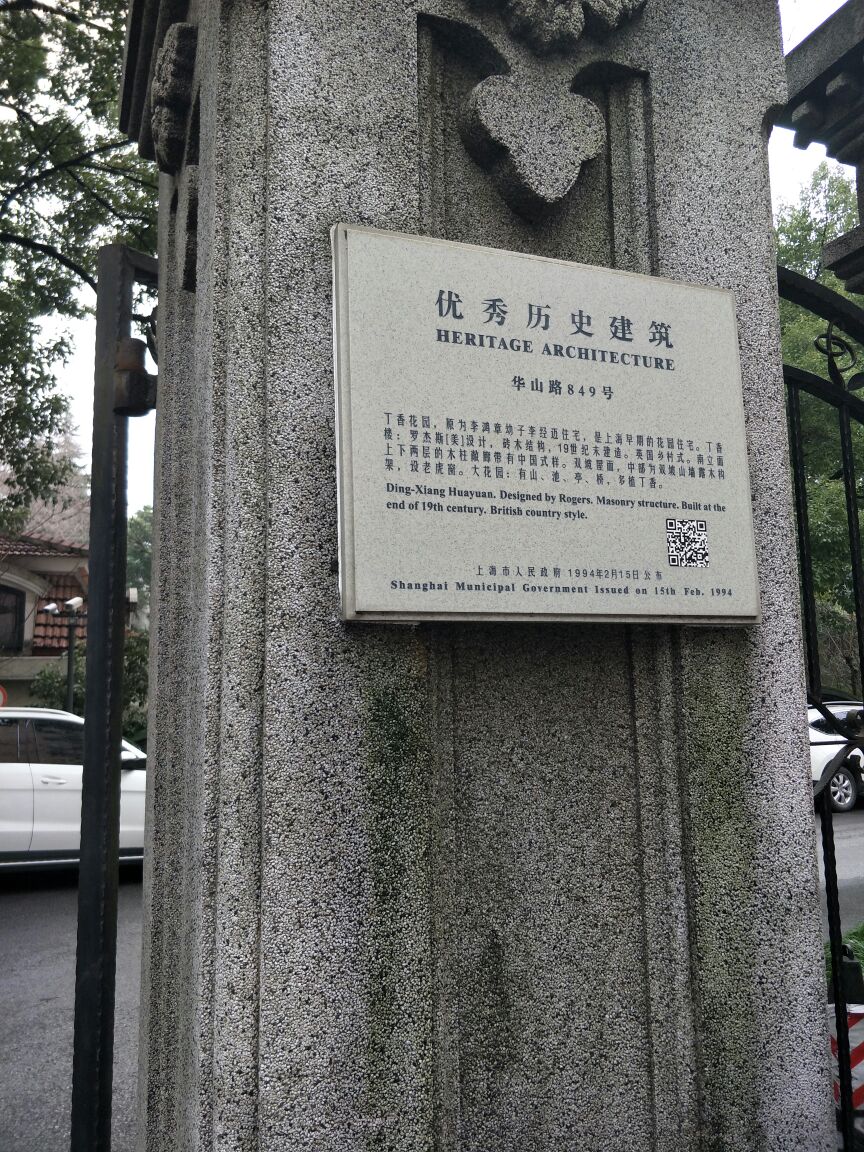 优秀历史建筑
HERITAGE ARCHITECTURE
华山路849号
丁香花园，原为李鸿章幼子李经迈住宅，是上海早期的花园住宅。丁香
楼：罗杰斯[美]设计，砖木结构，19世纪末建造。英国乡村式。南立面
上下两层的木柱敞廊带有中国式样。双坡屋面，中部为双坡山墙露木构
架，设老虎窗。大花园：有山、池、亭、桥，多植丁香。
Ding-Xiang Huayuan. Designed by Rogers. Masonry structure. Built at the
end of 19th century. British country style.
上海市人民政府 1994年2月15日公布
Shanghai Municipal Government Issued on 15th Feb. 1994